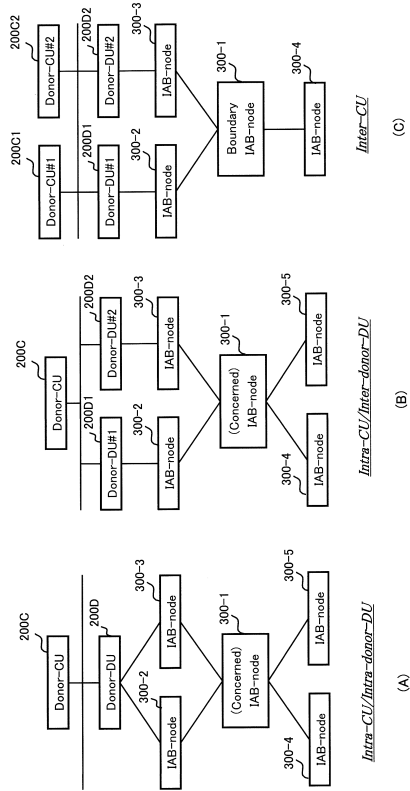 200C
Donor-CU
200D
Donor-DU
300-2
IAB-node
300-3
IAB-node
300-1
(Concerned)
IAB-node
300-4
IAB-node
300-5
IAB-node
Intra-CU/Intra-donor-DU
(A)
200C
Donor-CU
200D1
Donor-DU#1
200D2
Donor-DU#2
300-2
IAB-node
300-3
IAB-node
300-1
(Concerned)
IAB-node
300-4
IAB-node
300-5
IAB-node
Intra-CU/Inter-donor-DU
(B)
200C1
Donor-CU#1
200C2
Donor-CU#2
200D1
Donor-DU#1
200D2
Donor-DU#2
300-2
IAB-node
300-3
IAB-node
300-1
Boundary
IAB-node
300-4
IAB-node
Inter-CU
(C)